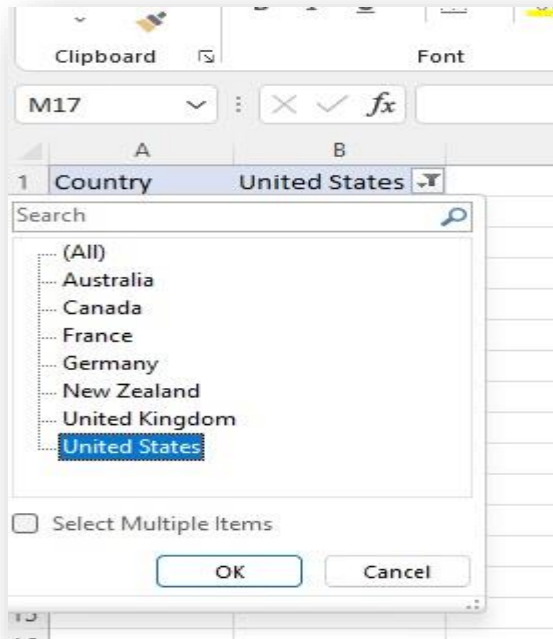 Clipboard
Font
M17
fx
A B
1 Country United States
Search
(All)
Australia
Canada
France
Germany
New Zealand
United Kingdom
United States
Select Multiple Items
OK Cancel